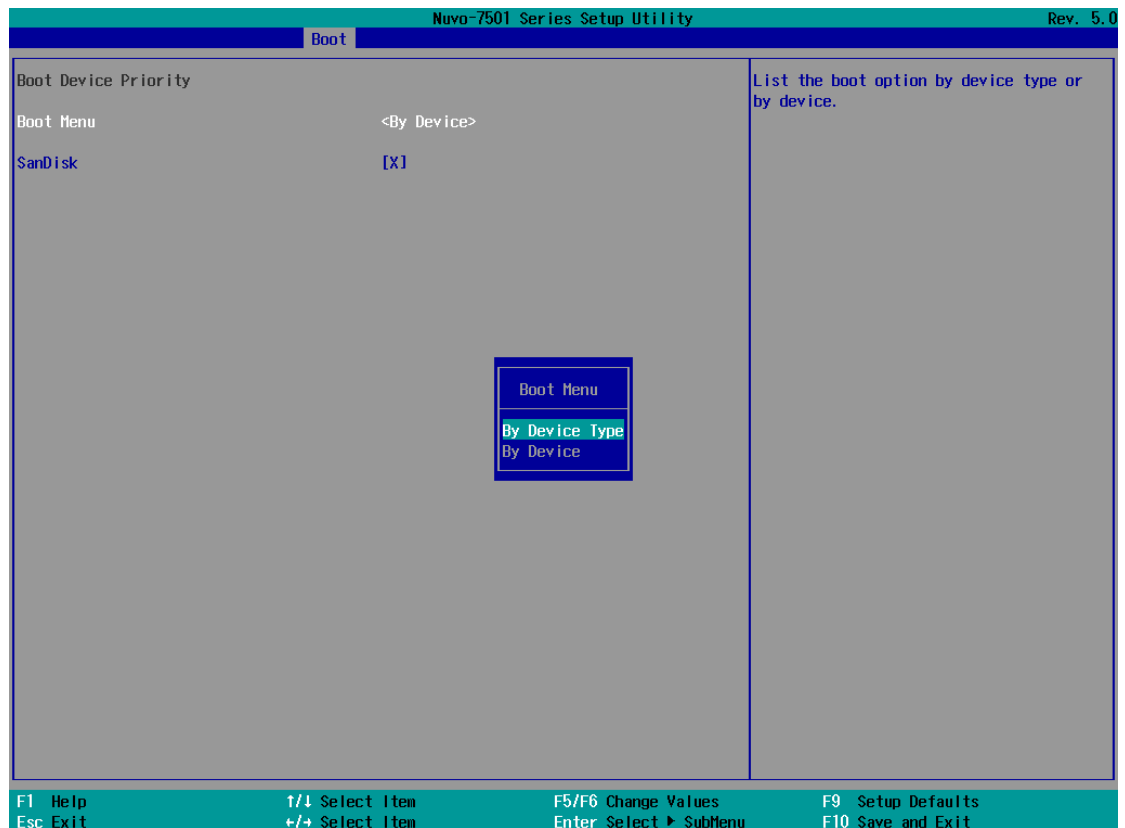 Nuvo-7501 Series Setup Utility Rev. 5.0
Boot
Boot Device Priority
Boot Menu <By Device>
SanDisk [X]
List the boot option by device type or
by device.
Boot Menu
By Device Type
By Device
F1 Help ↑/↓ Select Item F5/F6 Change Values F9 Setup Defaults
Esc Exit ←/→ Select Item Enter Select ▶ SubMenu F10 Save and Exit